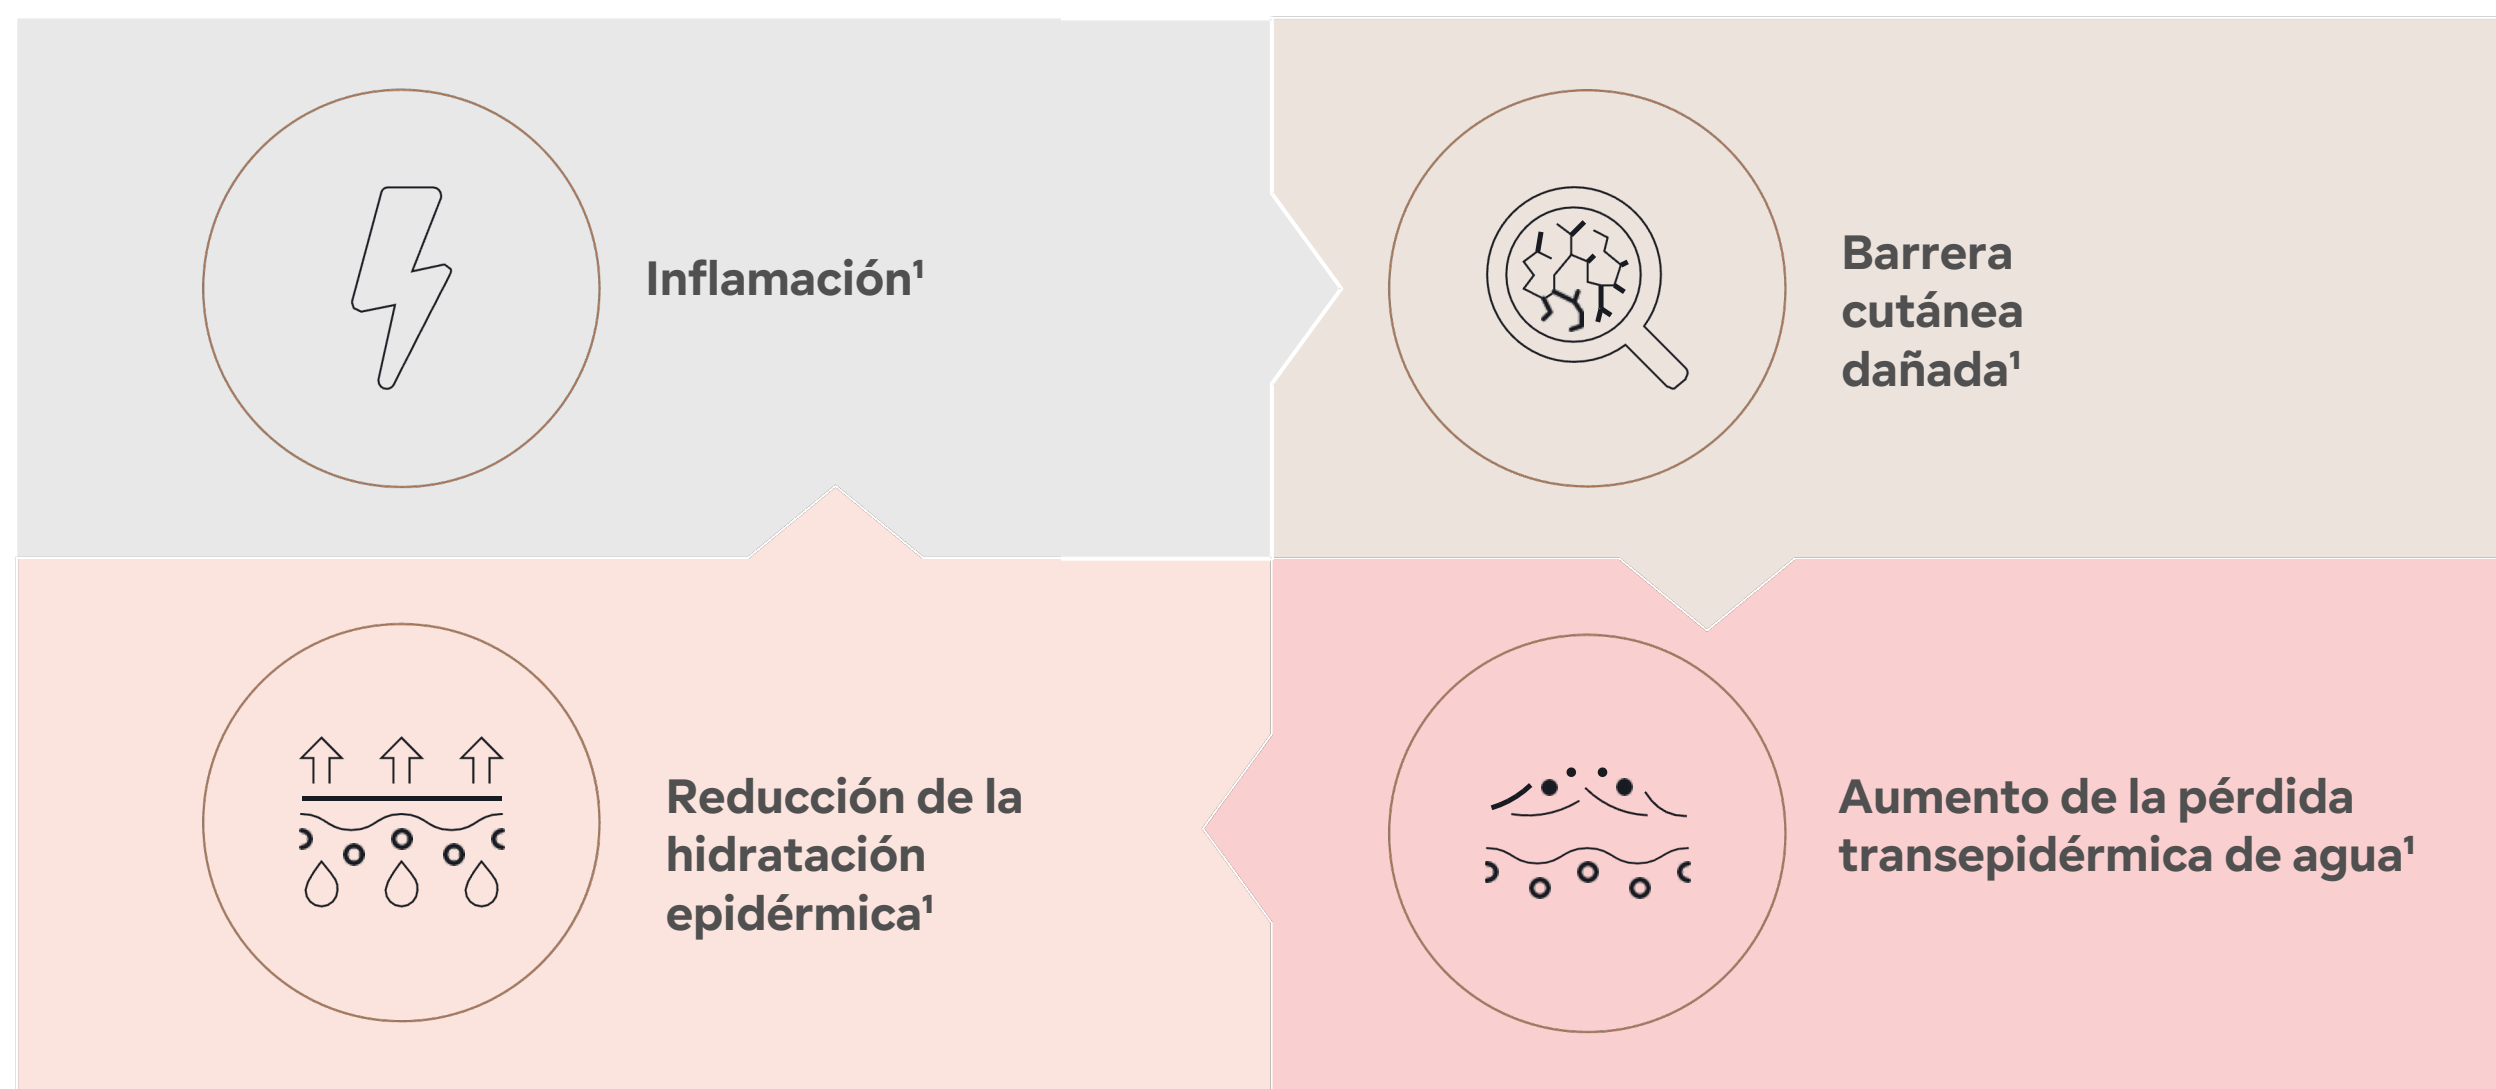 Inflamación¹
Barrera
cutánea
dañada¹
Reducción de la
hidratación
epidérmica¹
Aumento de la pérdida
transepidérmica de agua¹